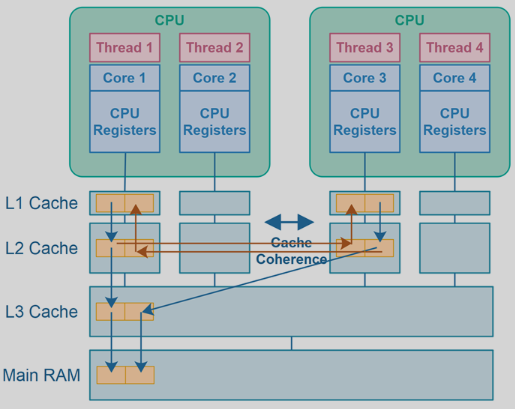 CPU
CPU
Thread 1
Thread 2
Thread 3
Thread 4
Core 1
Core 2
Core 3
Core 4
CPU
Registers
CPU
Registers
CPU
Registers
CPU
Registers
L1 Cache
L2 Cache
Cache
Coherence
L3 Cache
Main RAM